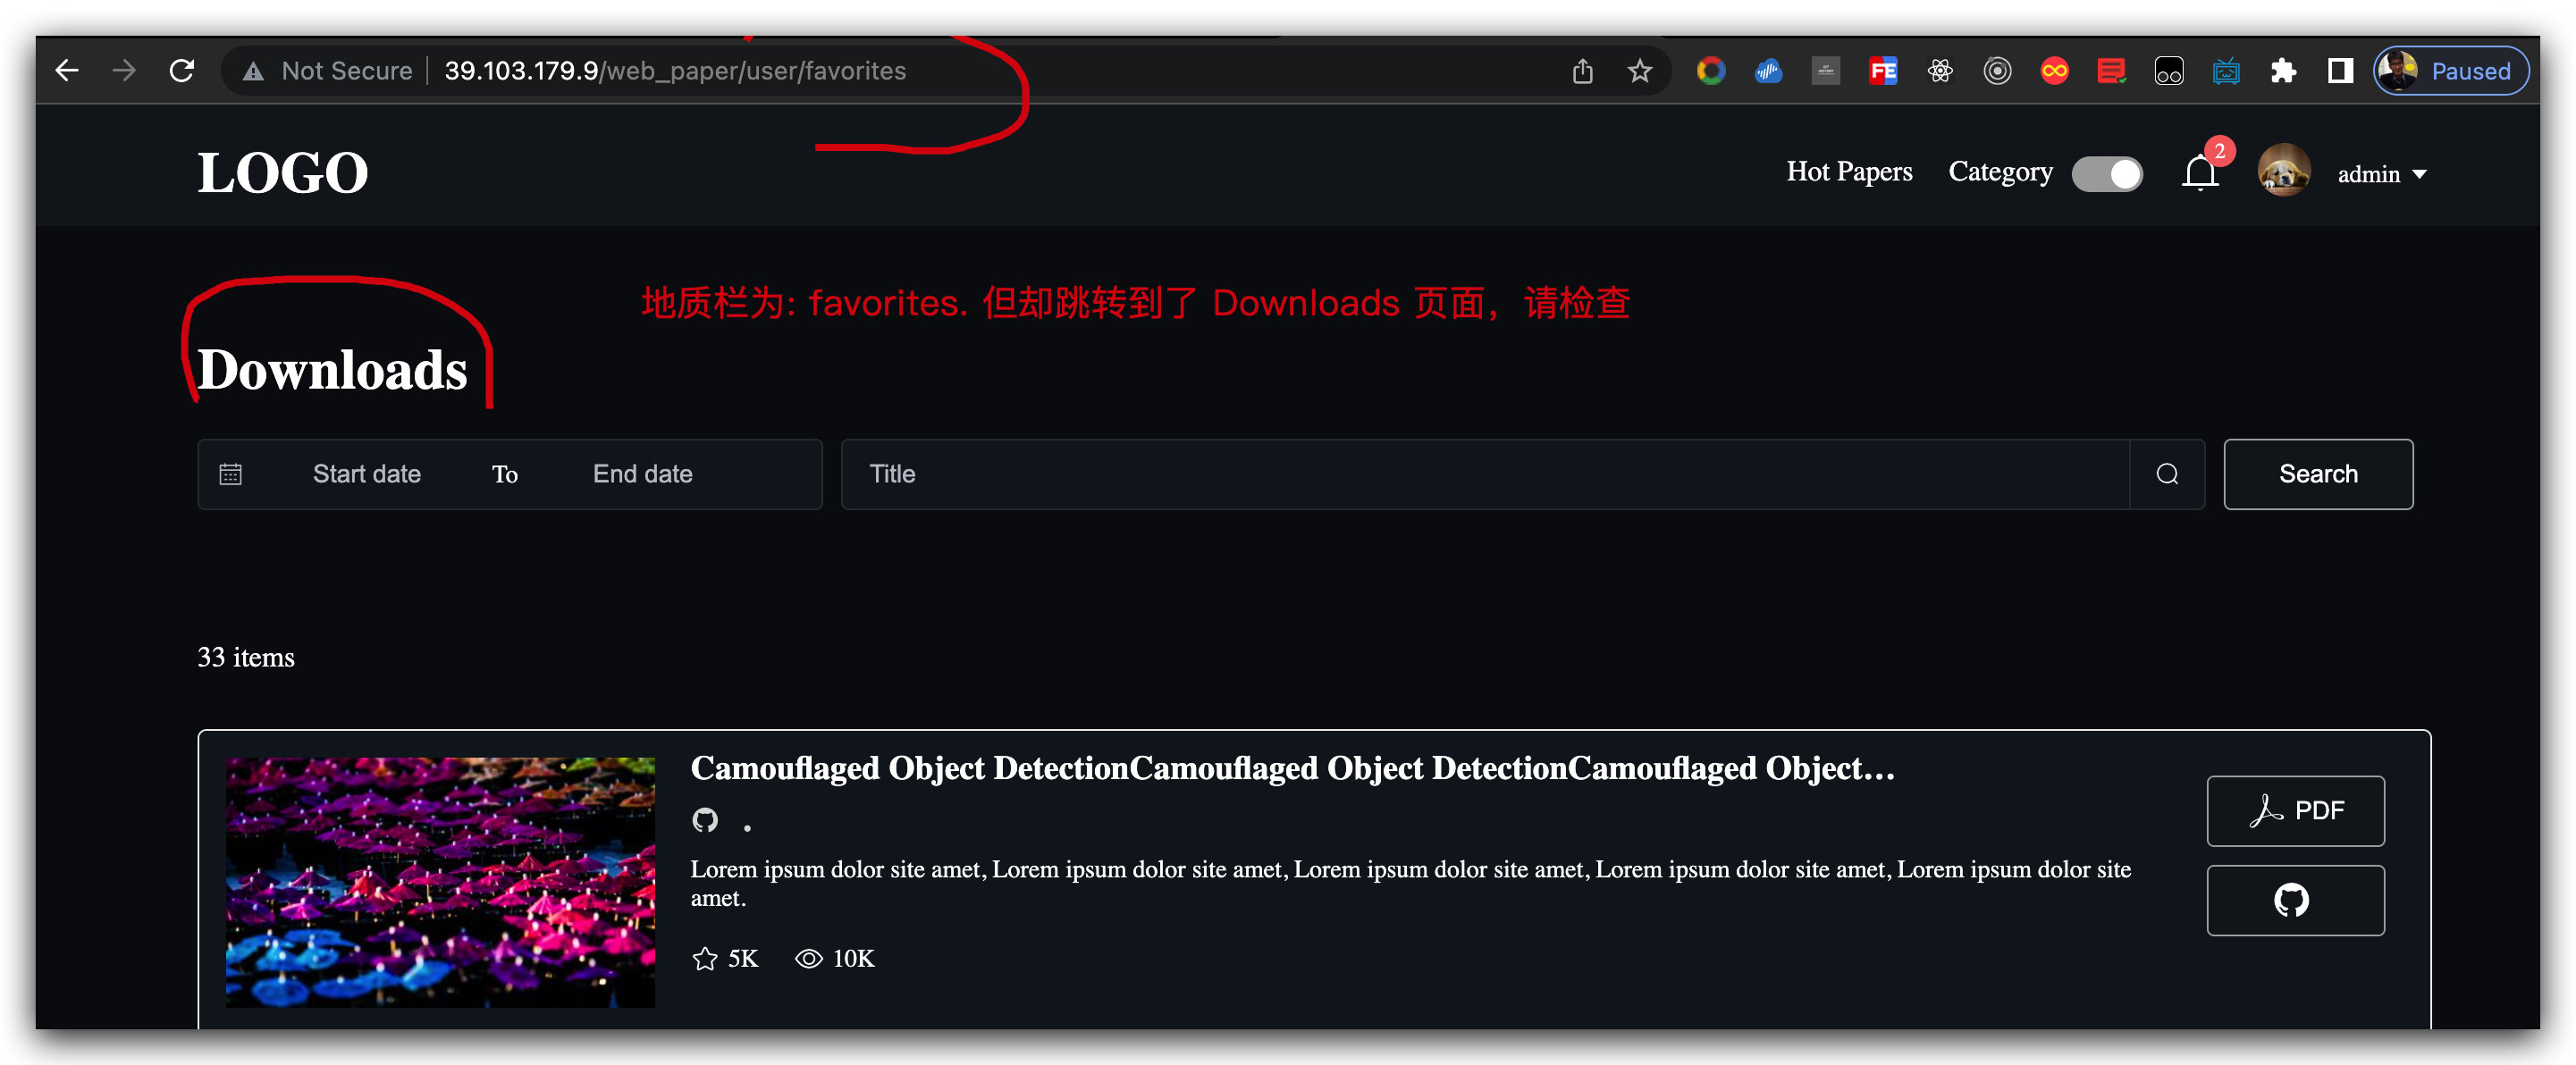 Not Secure 39.103.179.9/web_paper/user/favorites FE Paused
LOGO Hot Papers Category 2 admin
地质栏为: favorites. 但却跳转到了 Downloads 页面，请检查
Downloads
Start date To End date Title Search
33 items
Camouflaged Object DetectionCamouflaged Object DetectionCamouflaged Object...
PDF
.
Lorem ipsum dolor site amet, Lorem ipsum dolor site amet, Lorem ipsum dolor site amet, Lorem ipsum dolor site amet, Lorem ipsum dolor site
amet.
5K 10K